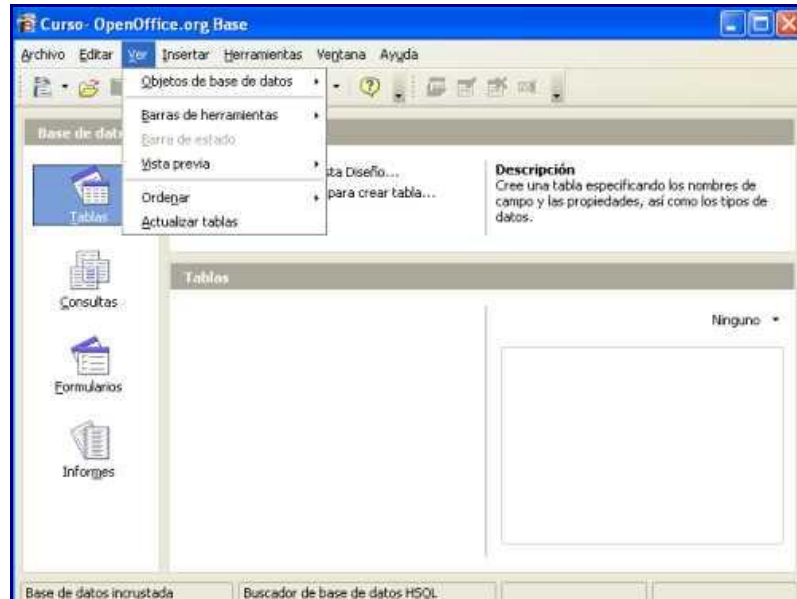 Curso- OpenOffice.org Base
Archivo Editar Ver Insertar Herramientas Ventana Ayuda
Objetos de base de datos
Barras de herramientas
Barra de estado
Vista previa
Ordenar
Actualizar tablas
Base de dat
Tablas
Consultas
Formularios
Informes
sta Diseño...
para crear tabla...
Descripción
Cree una tabla especificando los nombres de
campo y las propiedades, así como los tipos de
datos.
Tablas
Ninguno
Base de datos incrustada
Buscador de base de datos HSQL